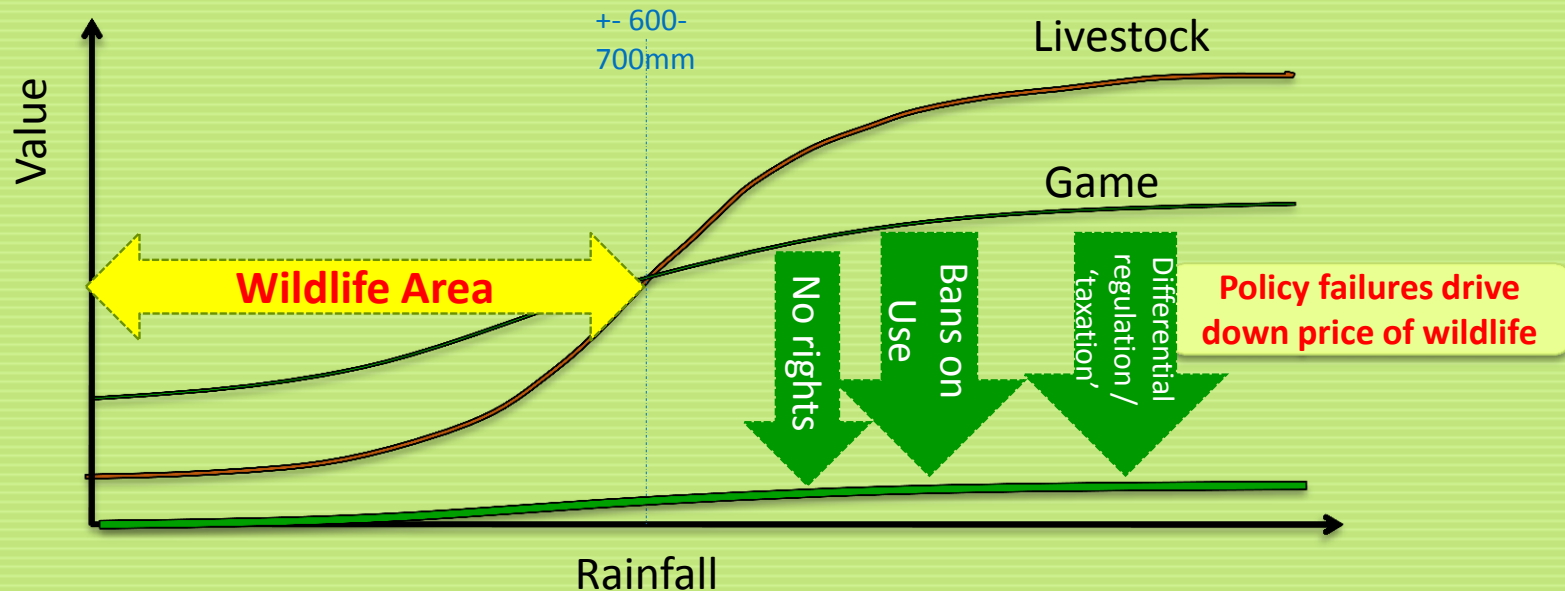 +- 600-
700mm
Livestock
Value
Game
Wildlife Area
No rights
Bans on
Use
Differential
regulation /
‘taxation’
Policy failures drive
down price of wildlife
Rainfall